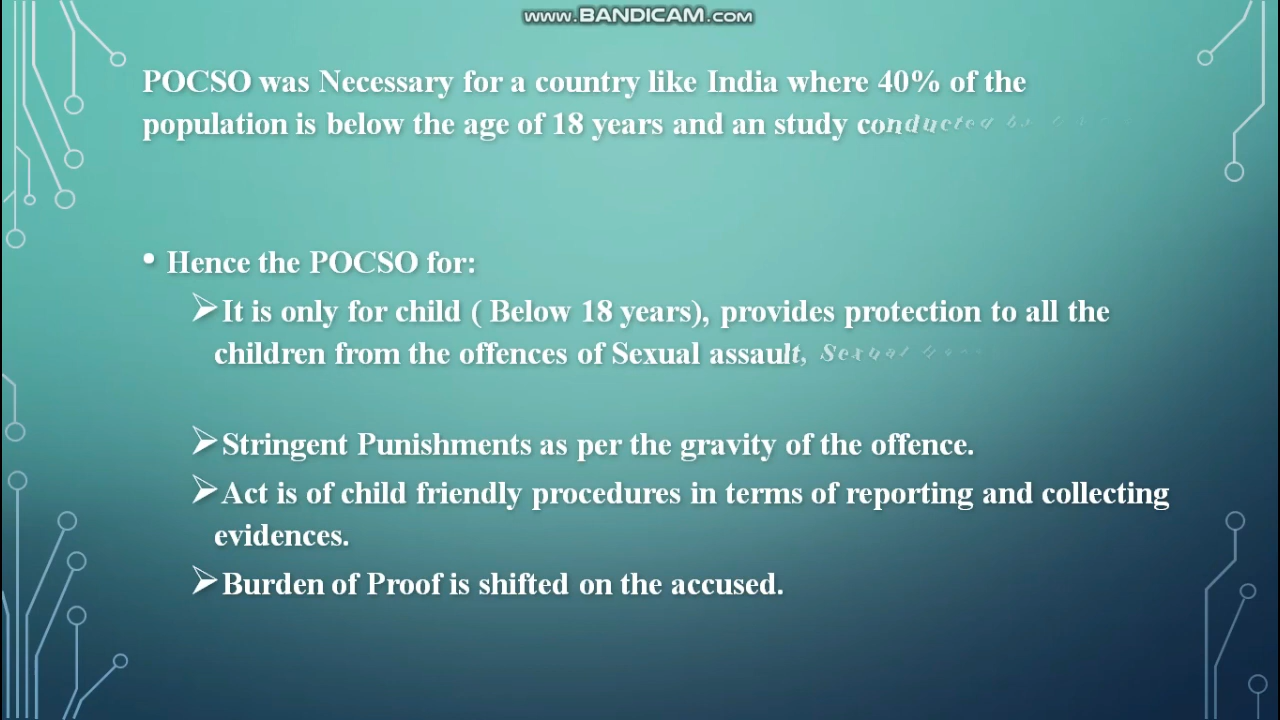 www.BANDICAM.com
POCSO was Necessary for a country like India where 40% of the
population is below the age of 18 years and an study conducted by
• Hence the POCSO for:
➢It is only for child ( Below 18 years), provides protection to all the
children from the offences of Sexual assault, Sexual
➢Stringent Punishments as per the gravity of the offence.
➢Act is of child friendly procedures in terms of reporting and collecting
evidences.
➢Burden of Proof is shifted on the accused.